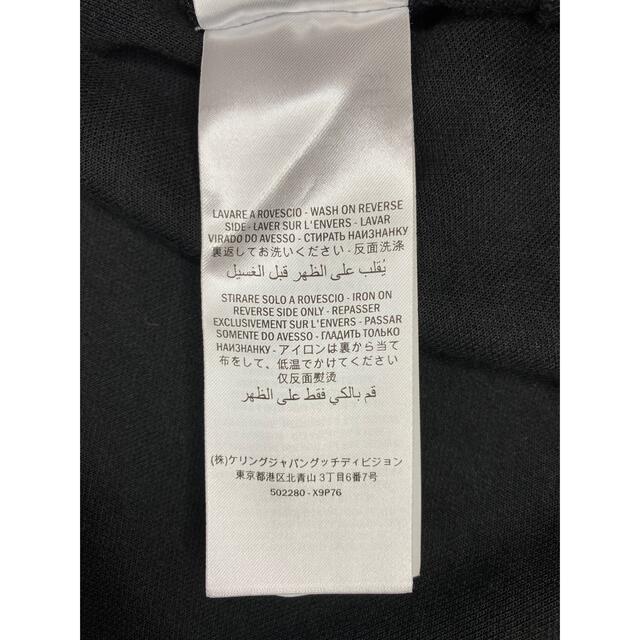 LAVARE A ROVESCIO - WASH ON REVERSE
SIDE - LAVER SUR L'ENVERS - LAVAR
VIRADO DO AVESSO - СТИРАТЬ НАИЗНАНКУ
裏返してお洗いください - 反面洗涤
يُقلب على الظهر قبل الغسيل
STIRARE SOLO A ROVESCIO - IRON ON
REVERSE SIDE ONLY - REPASSER
EXCLUSIVEMENT SUR L'ENVERS - PASSAR
SOMENTE DO AVESSO - ГЛАДИТЬ ТОЛЬКО
НАИЗНАНКУ - アイロンは裏から当て
布をして、低温でかけてください
仅反面熨烫
قم بالكي فقط على الظهر
(株)ケリングジャパングッチディビジョン
東京都港区北青山 3丁目6番7号
502280 - X9P76